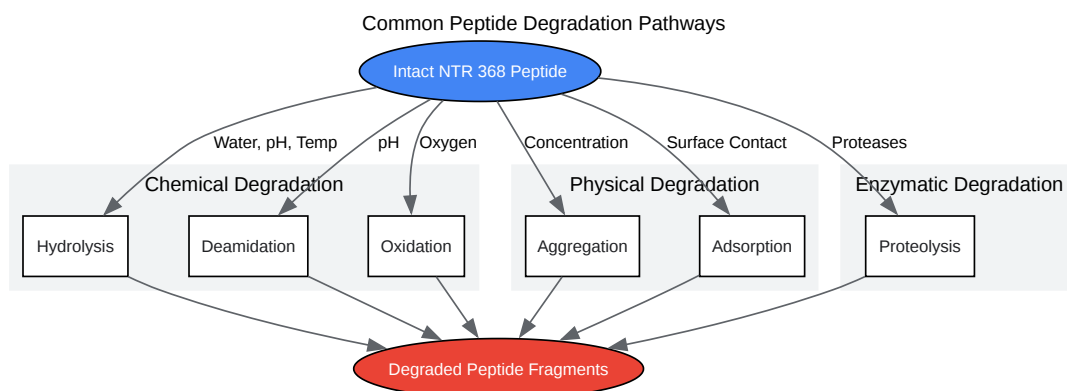 Common Peptide Degradation Pathways
Intact NTR 368 Peptide
Water, pH, Temp
pH
Oxygen
Concentration
Surface Contact
Proteases
Chemical Degradation
Physical Degradation
Enzymatic Degradation
Hydrolysis
Deamidation
Oxidation
Aggregation
Adsorption
Proteolysis
Degraded Peptide Fragments